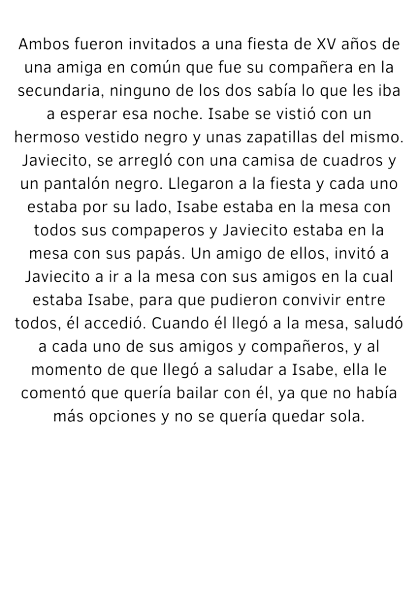 Ambos fueron invitados a una fiesta de XV años de
una amiga en común que fue su compañera en la
secundaria, ninguno de los dos sabía lo que les iba
a esperar esa noche. Isabe se vistió con un
hermoso vestido negro y unas zapatillas del mismo.
Javiecito, se arregló con una camisa de cuadros y
un pantalón negro. Llegaron a la fiesta y cada uno
estaba por su lado, Isabe estaba en la mesa con
todos sus compaperos y Javiecito estaba en la
mesa con sus papás. Un amigo de ellos, invitó a
Javiecito a ir a la mesa con sus amigos en la cual
estaba Isabe, para que pudieron convivir entre
todos, él accedió. Cuando él llegó a la mesa, saludó
a cada uno de sus amigos y compañeros, y al
momento de que llegó a saludar a Isabe, ella le
comentó que quería bailar con él, ya que no había
más opciones y no se quería quedar sola.